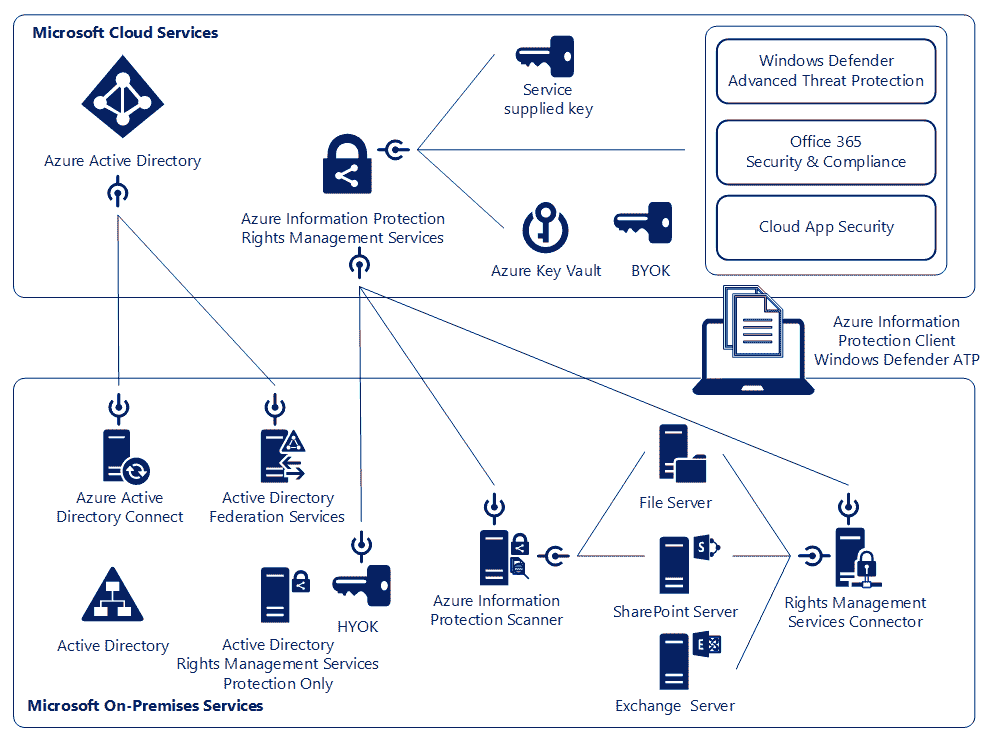 Microsoft Cloud Services
Azure Active Directory
Service
supplied key
Azure Information Protection
Rights Management Services
Azure Key Vault
BYOK
Windows Defender
Advanced Threat Protection
Office 365
Security & Compliance
Cloud App Security
Azure Information
Protection Client
Windows Defender ATP
Azure Active
Directory Connect
Active Directory
Federation Services
Active Directory
Active Directory
Rights Management Services
Protection Only
HYOK
Azure Information
Protection Scanner
File Server
S
SharePoint Server
E
Exchange Server
Rights Management
Services Connector
Microsoft On-Premises Services